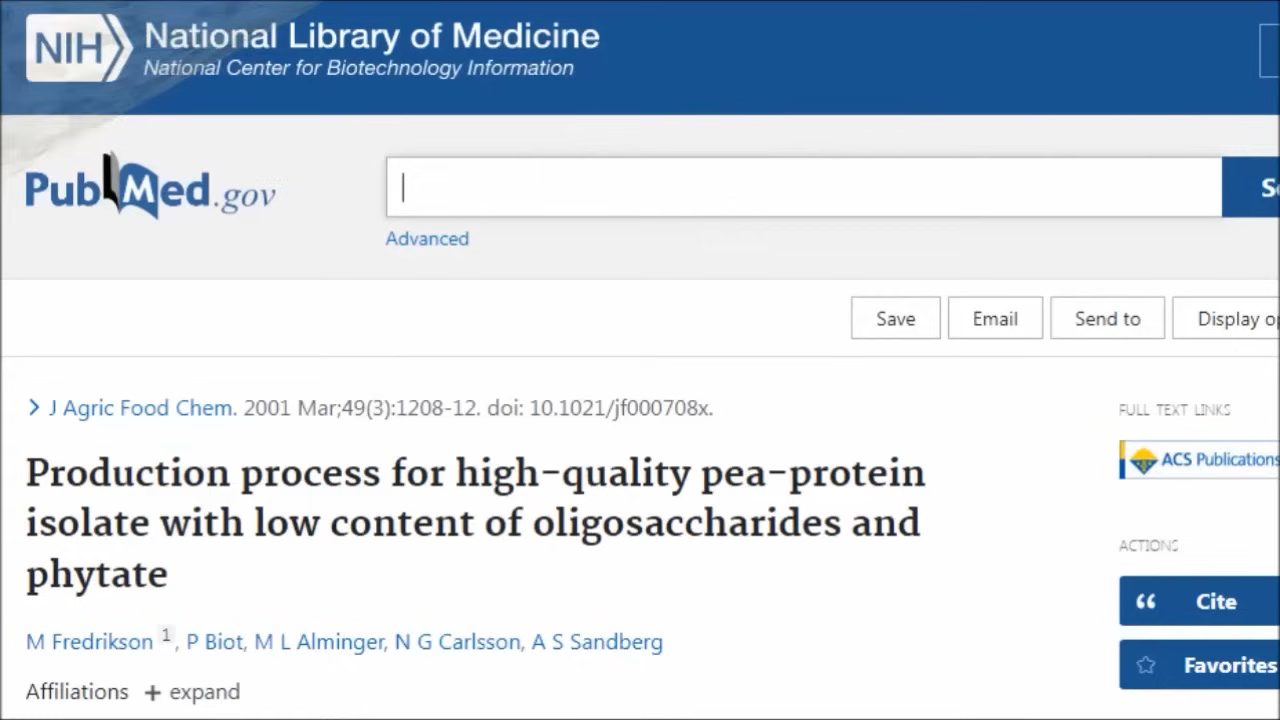 NIH
National Library of Medicine
National Center for Biotechnology Information
PubMed.gov
Advanced
Save
Email
Send to
Display
J Agric Food Chem. 2001 Mar;49(3):1208-12. doi: 10.1021/jf000708x.
Production process for high-quality pea-protein
isolate with low content of oligosaccharides and
phytate
M Fredrikson 1, P Biot, M L Alminger, N G Carlsson, A S Sandberg
Affiliations + expand
FULL TEXT LINKS
ACS Publications
ACTIONS
Cite
Favorites